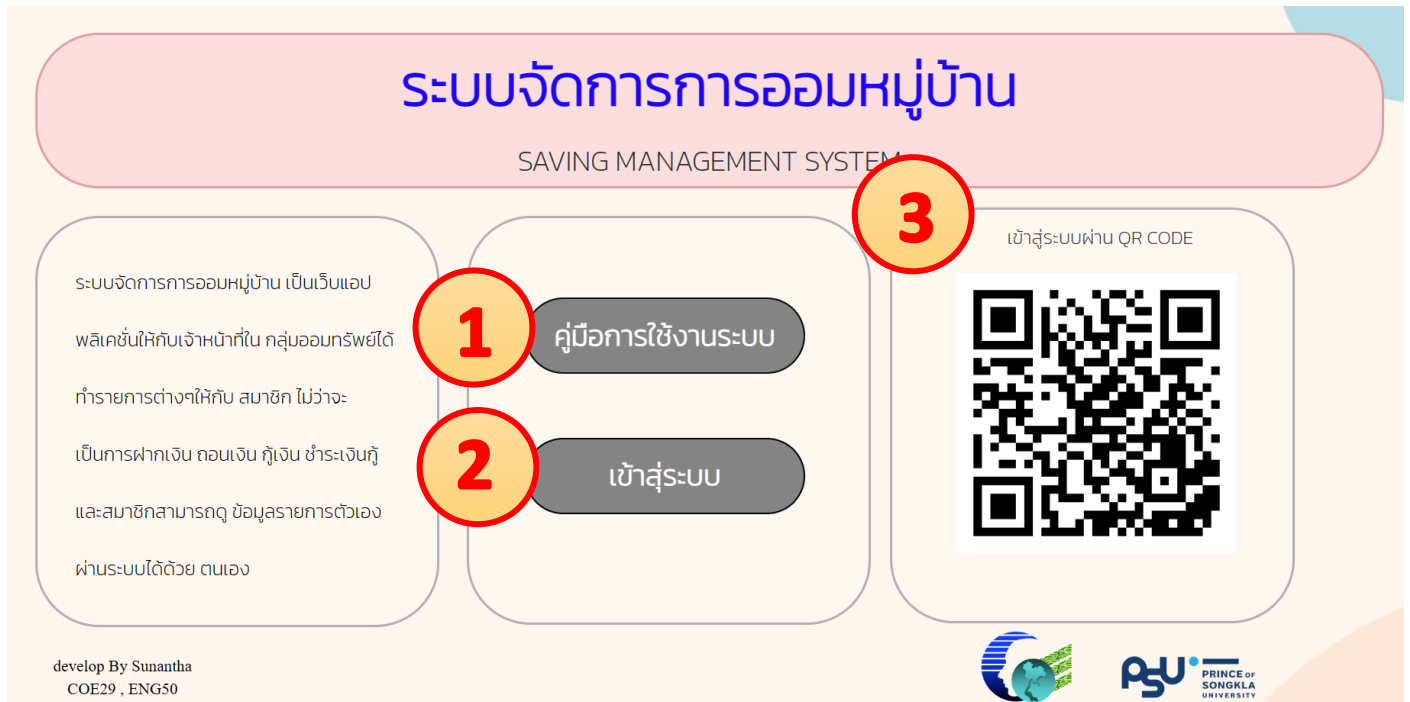 ระบบจัดการการออมหมู่บ้าน
SAVING MANAGEMENT SYSTEM
ระบบจัดการการออมหมู่บ้าน เป็นเว็บแอป
พลิเคชั่นให้กับเจ้าหน้าที่ใน กลุ่มออมทรัพย์ได้
ทำรายการต่างๆให้กับ สมาชิก ไม่ว่าจะ
เป็นการฝากเงิน ถอนเงิน กู้เงิน ชำระเงินกู้
และสมาชิกสามารถดู ข้อมูลรายการตัวเอง
ผ่านระบบได้ด้วย ตนเอง
1
คู่มือการใช้งานระบบ
2
เข้าสู่ระบบ
3
เข้าสู่ระบบผ่าน QR CODE
develop By Sunantha
COE29 , ENG50
PSU
PRINCE OF
SONGKLA
UNIVERSITY